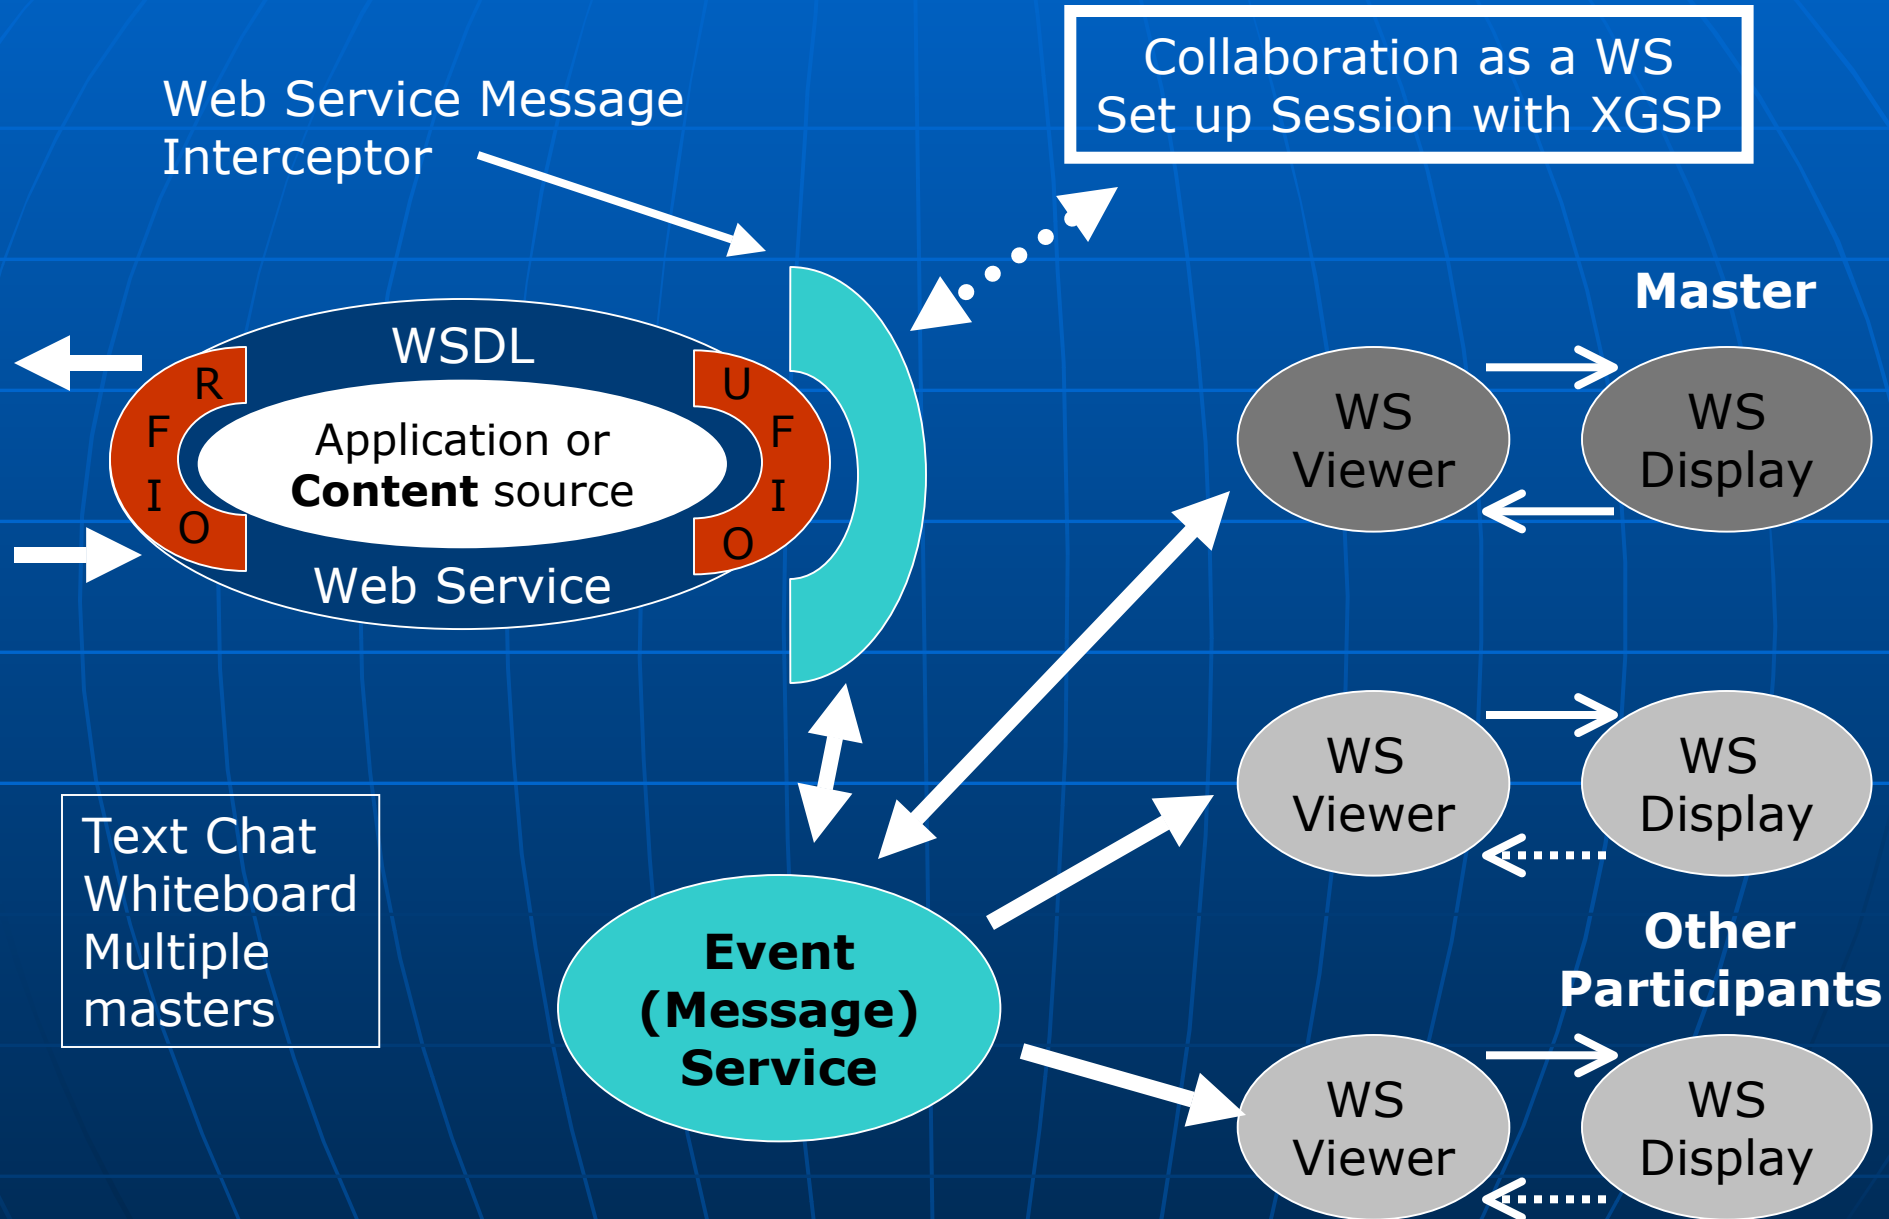 Collaboration as a WS
Set up Session with XGSP
Web Service Message
Interceptor
Master
WSDL
R
F
I
O
U
F
I
O
Application or
Content source
Web Service
WS
Viewer
WS
Display
WS
Viewer
WS
Display
Text Chat
Whiteboard
Multiple
masters
Event
(Message)
Service
Other
Participants
WS
Viewer
WS
Display